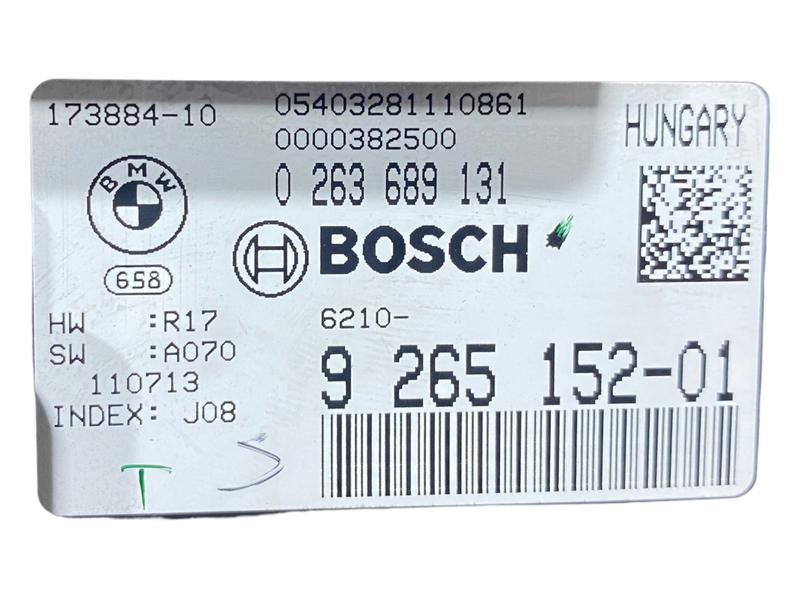 173884-10
05403281110861
0000382500
HUNGARY
0 263 689 131
BMW
BOSCH
658
HW :R17
SW :A070
110713
INDEX: J08
6210-
9 265 152-01
T S